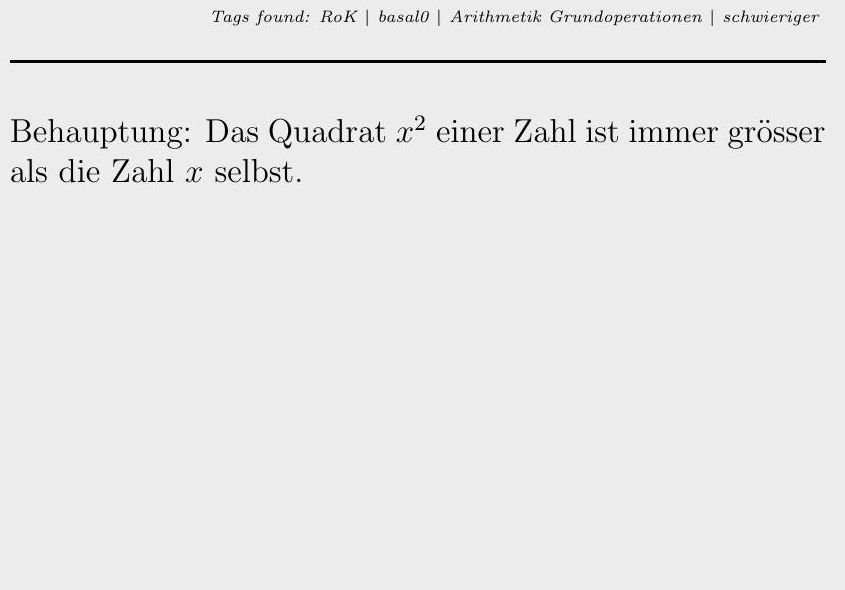 Tags found: RoK | basal0 | Arithmetik Grundoperationen | schwieriger
Behauptung: Das Quadrat x² einer Zahl ist immer grösser
als die Zahl x selbst.